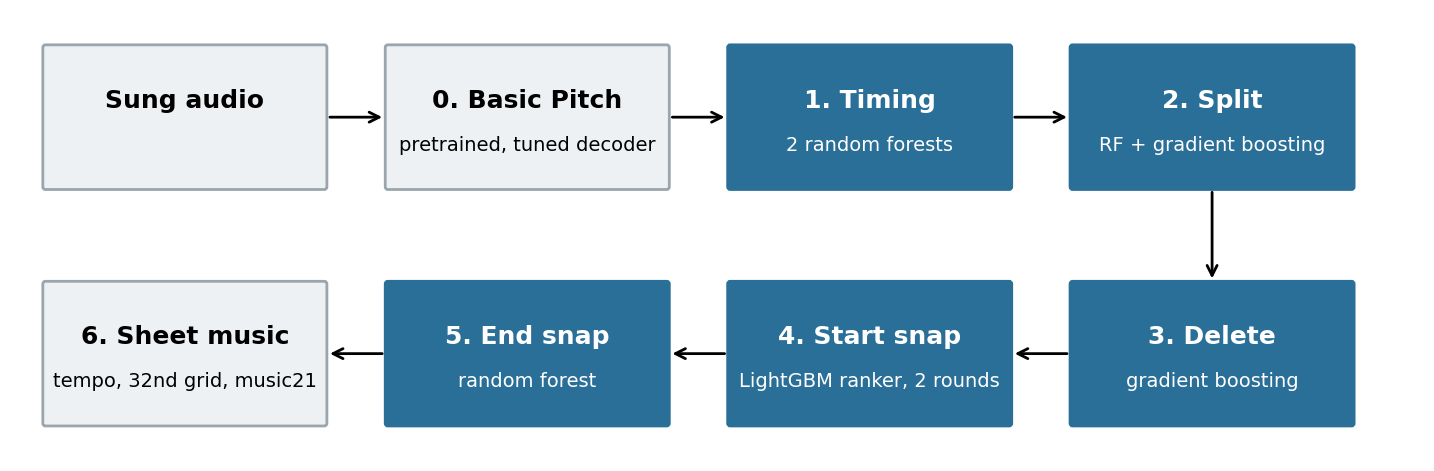 Sung audio
0. Basic Pitch
pretrained, tuned decoder
1. Timing
2 random forests
2. Split
RF + gradient boosting
3. Delete
gradient boosting
4. Start snap
LightGBM ranker, 2 rounds
5. End snap
random forest
6. Sheet music
tempo, 32nd grid, music21